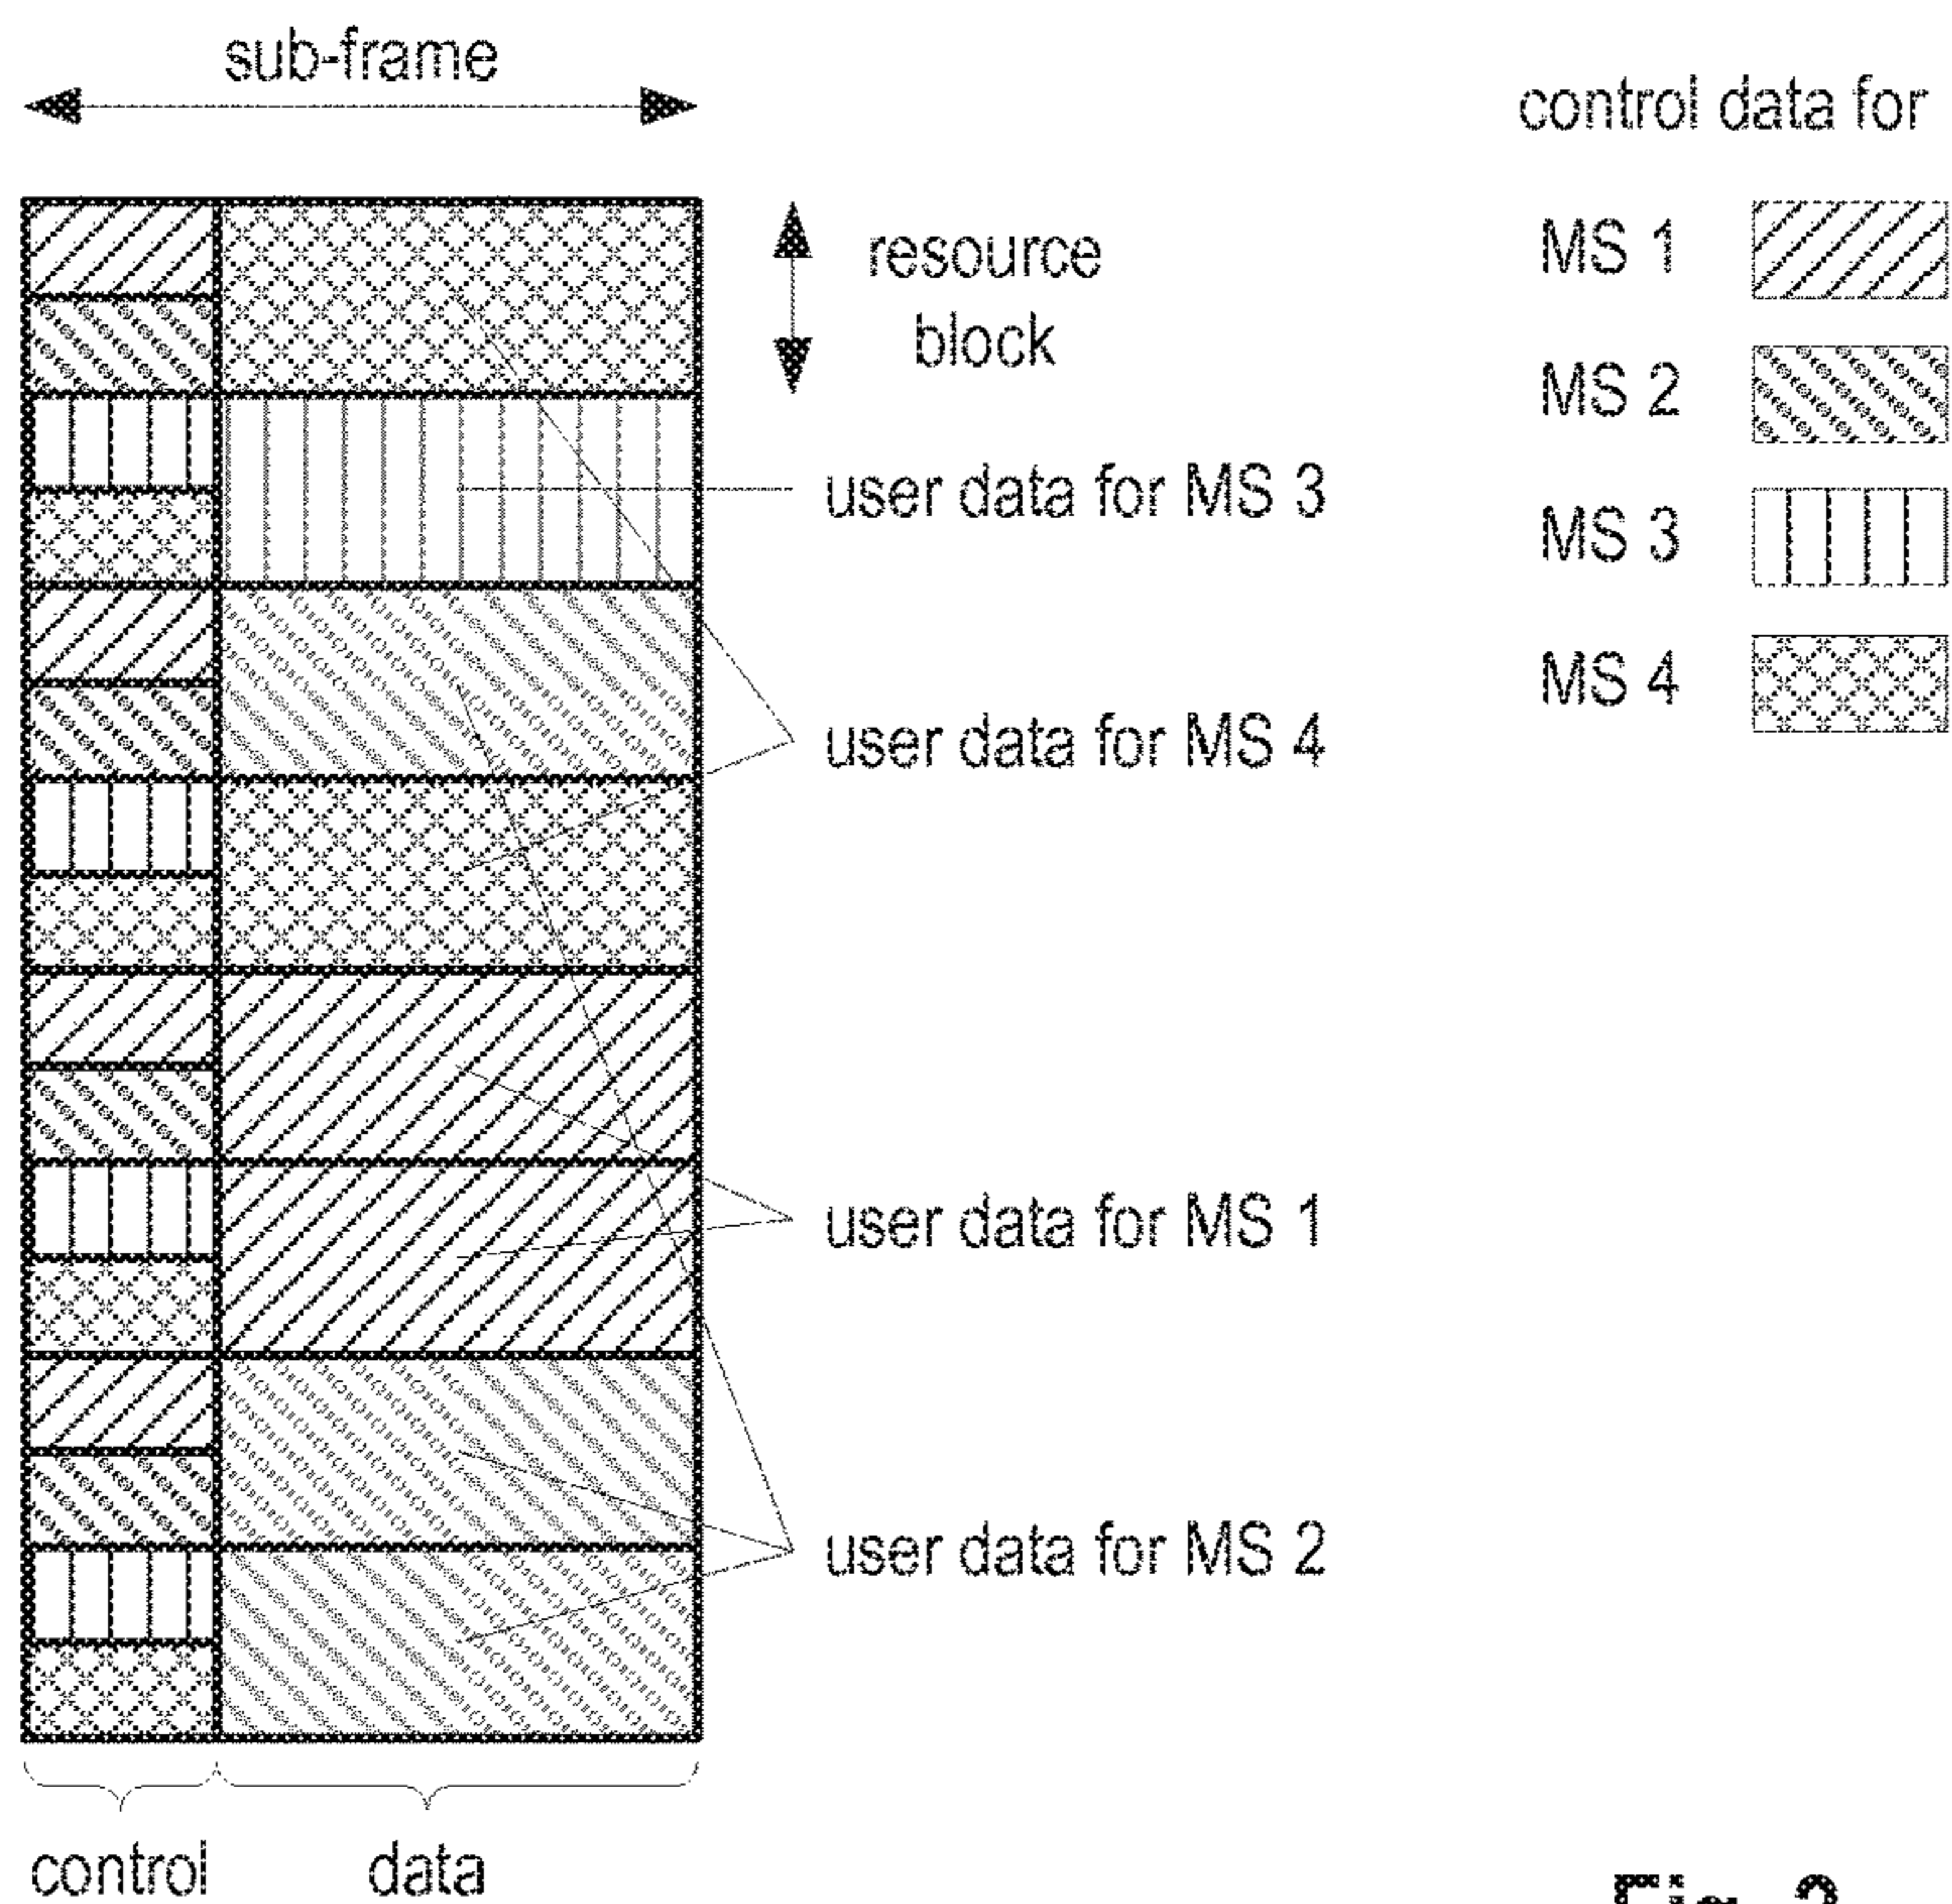 sub-frame
control data for
resource
block
MS 1
MS 2
user data for MS 3
MS 3
user data for MS 4
MS 4
user data for MS 1
user data for MS 2
control
data